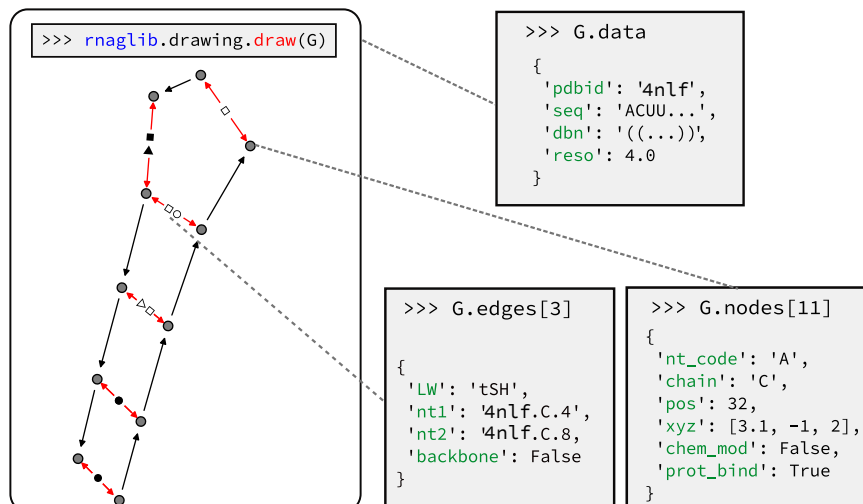 >>> rnaglib.drawing.draw(G)
>>> G.data
{
'pdbid': '4nlf',
'seq': 'ACUU...',
'dbn': '((...))',
'reso': 4.0
}
>>> G.edges[3]
{
'LW': 'tSH',
'nt1': '4nlf.C.4',
'nt2': '4nlf.C.8,
'backbone': False
}
>>> G.nodes[11]
{
'nt_code': 'A',
'chain': 'C',
'pos': 32,
'xyz': [3.1, -1, 2],
'chem_mod': False,
'prot_bind': True
}